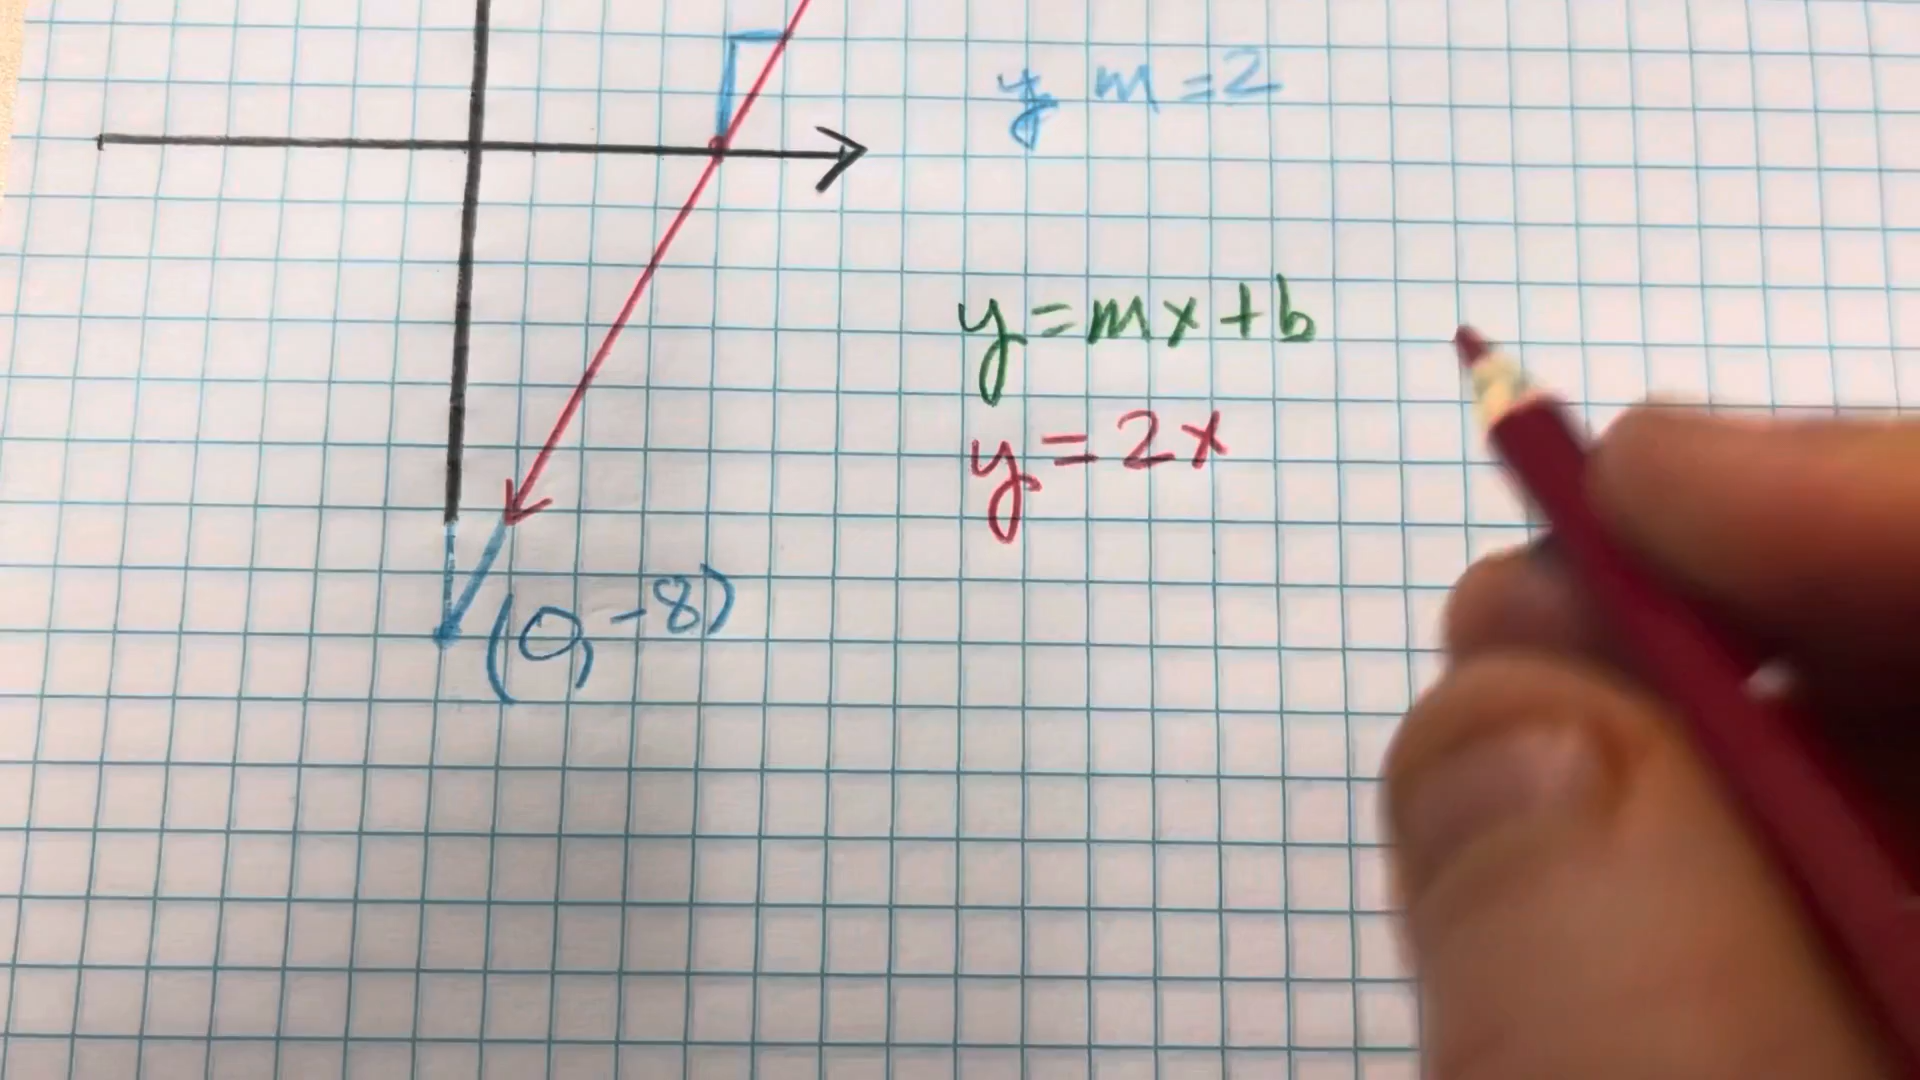 y m = 2
y = mx + b
y = 2x
(0, -8)